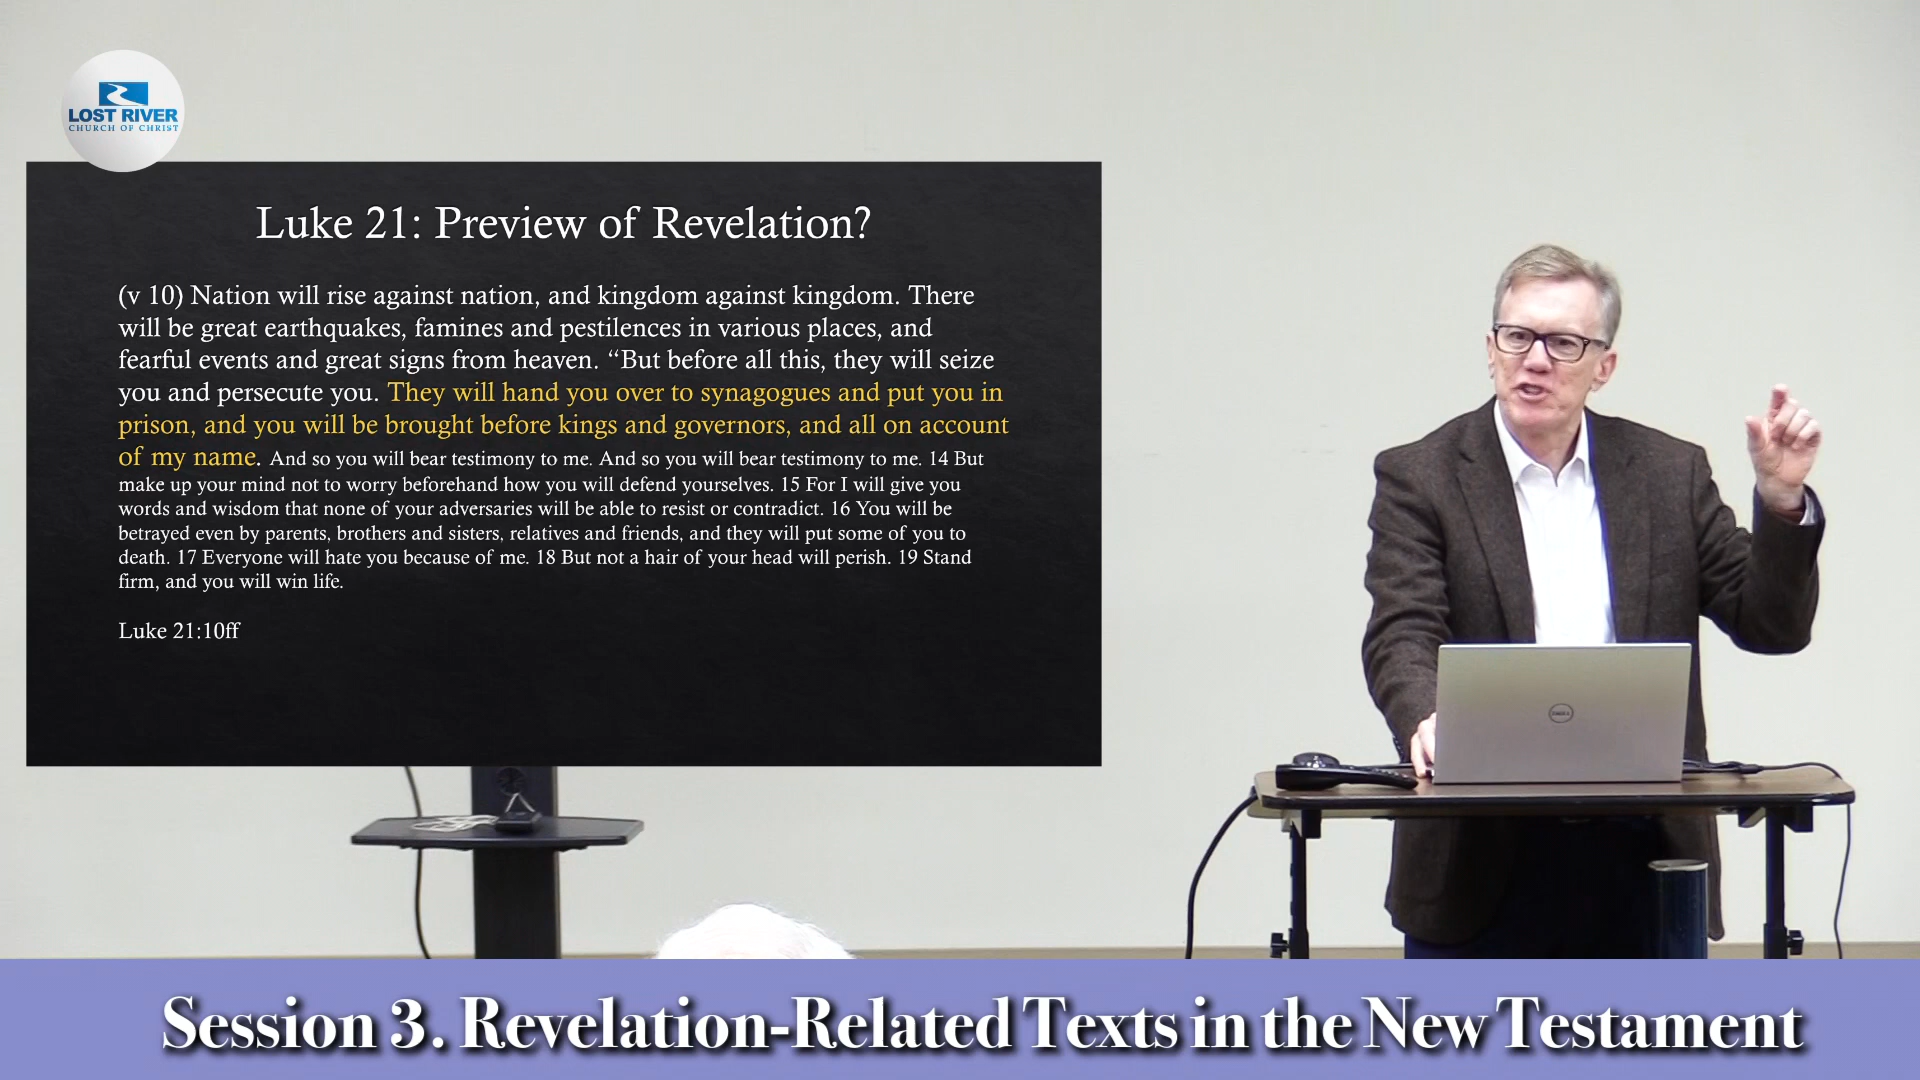 LOST RIVER
CHURCH OF CHRIST
Luke 21: Preview of Revelation?
(v 10) Nation will rise against nation, and kingdom against kingdom. There
will be great earthquakes, famines and pestilences in various places, and
fearful events and great signs from heaven. “But before all this, they will seize
you and persecute you. They will hand you over to synagogues and put you in
prison, and you will be brought before kings and governors, and all on account
of my name. And so you will bear testimony to me. And so you will bear testimony to me. 14 But
make up your mind not to worry beforehand how you will defend yourselves. 15 For I will give you
words and wisdom that none of your adversaries will be able to resist or contradict. 16 You will be
betrayed even by parents, brothers and sisters, relatives and friends, and they will put some of you to
death. 17 Everyone will hate you because of me. 18 But not a hair of your head will perish. 19 Stand
firm, and you will win life.
Luke 21:10ff
DELL
Session 3. Revelation-Related Texts in the New Testament